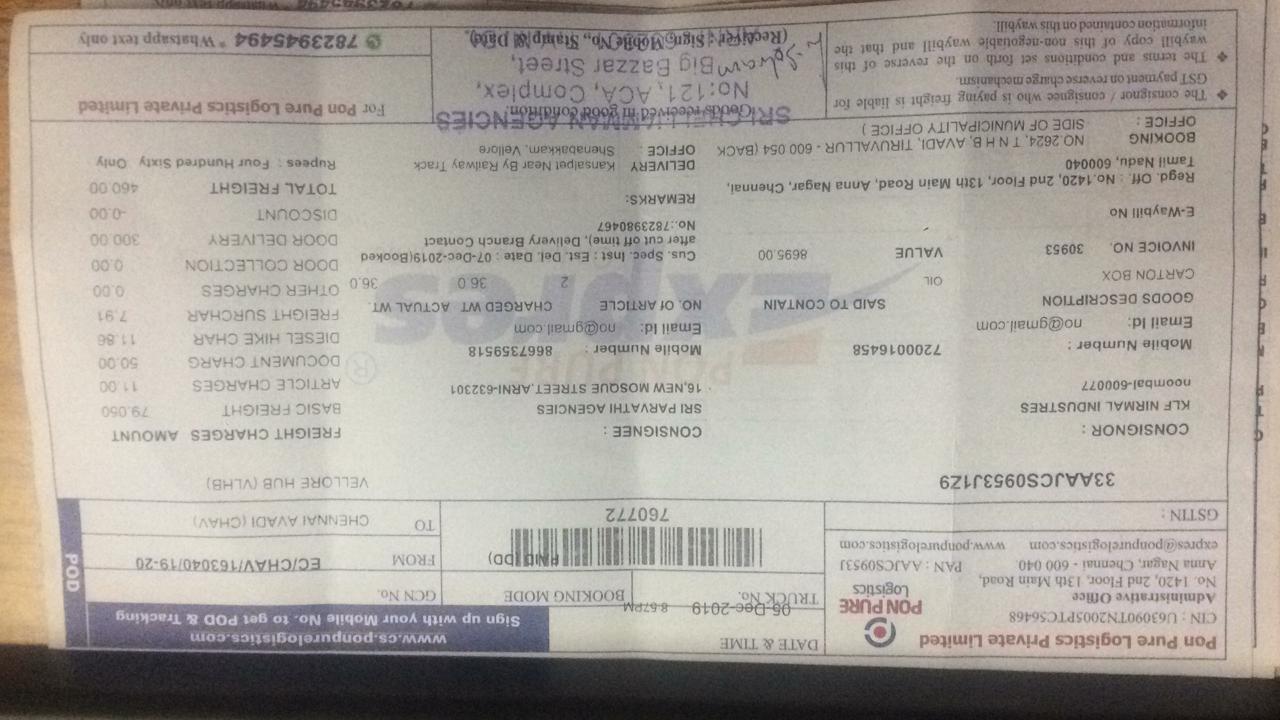 Pon Pure Logistics Private Limited
CIN : U63090TN2005PTC56468
Administrative Office
No. 1420, 2nd Floor, 13th Main Road,
Anna Nagar, Chennai - 600 040
PAN : AAJCS0953J
expres@ponpurelogistics.com www.ponpurelogistics.com
PON PURE
Logistics
DATE & TIME
05-Dec-2019 8:57PM
TRUCK No.
BOOKING MODE
PAID (DD)
760772
www.cs.ponpurelogistics.com
Sign up with your Mobile No. to get POD & Tracking
GCN No.
EC/CHAV/163040/19-20
FROM
CHENNAI AVADI (CHAV)
TO
VELLORE HUB (VLHB)
POD
GSTIN :
33AAJCS0953J1Z9
CONSIGNOR :
KLF NIRMIL INDUSTRES
noombal-600077
Mobile Number : 7200016458
Email Id: no@gmail.com
CONSIGNEE :
SRI PARVATHI AGENCIES
16,NEW MOSQUE STREET,ARNI-632301
Mobile Number : 8667359518
Email Id: no@gmail.com
PON PURE
Expres
®
GOODS DESCRIPTION SAID TO CONTAIN NO. Of ARTICLE CHARGED WT ACTUAL WT.
CARTON BOX OIL 2 36.0 36.0
INVOICE NO. 30953 VALUE 8695.00
E-Waybill No
Cus. Spec. Inst : Est. Del. Date : 07-Dec-2019(Booked
after cut off time), Delivery Branch Contact
No.:7823980467
REMARKS:
Regd. Off. : No.1420, 2nd Floor, 13th Main Road, Anna Nagar, Chennai,
Tamil Nadu, 600040
BOOKING OFFICE : NO.2624, T N H B, AVADI, TIRUVALLUR - 600 054 (BACK
SIDE OF MUNICIPALITY OFFICE )
DELIVERY OFFICE : Kansalpet Near By Railway Track
Shenabakkam, Vellore
FREIGHT CHARGES AMOUNT
BASIC FREIGHT 79.050
ARTICLE CHARGES 11.00
DOCUMENT CHARG 50.00
DIESEL HIKE CHAR 11.86
FREIGHT SURCHAR 7.91
OTHER CHARGES 0.00
DOOR COLLECTION 0.00
DOOR DELIVERY 300.00
DISCOUNT -0.00
TOTAL FREIGHT 460.00
Rupees : Four Hundred Sixty Only
❖ The consignor / consignee who is paying freight is liable for
GST payment on reverse charge mechanism.
❖ The terms and conditions set forth on the reverse of this
waybill copy of this non-negotiable waybill and that the
information contained on this waybill.
Goods received in good condition.
AGENCIES
No:121, ACA, Complex,
Big Bazzar Street,
(Receiver : Sign, Mobile No., Stamp & Date)
For Pon Pure Logistics Private Limited
7823945494 * Whatsapp text only